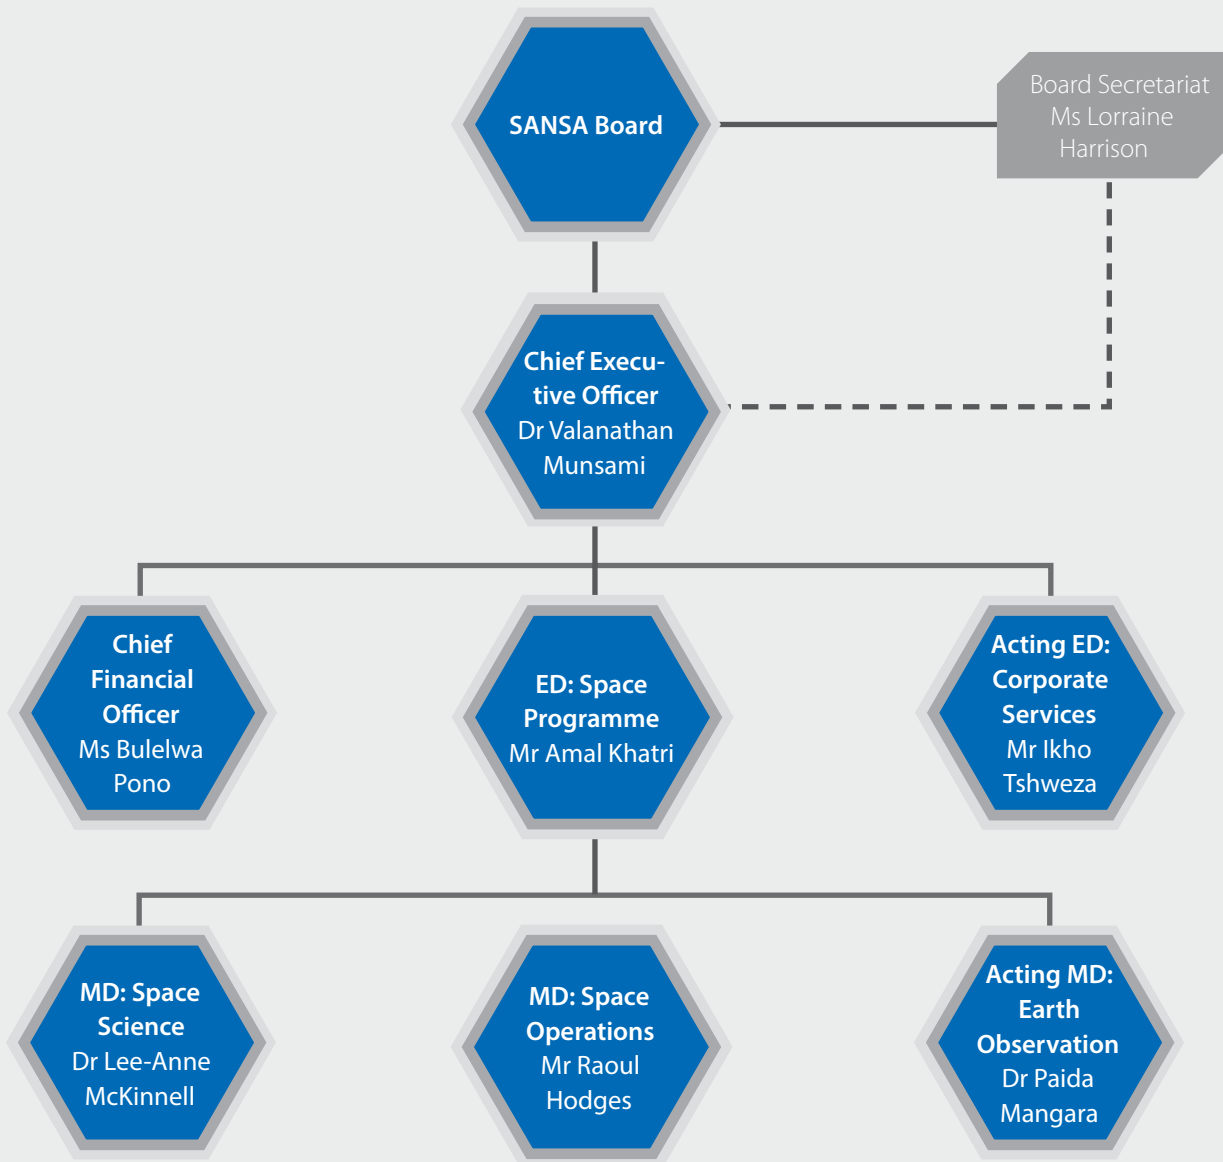 SANSA Board
Board Secretariat
Ms Lorraine
Harrison
Chief Execu-
tive Officer
Dr Valanathan
Munsami
Chief
Financial
Officer
Ms Bulelwa
Pono
ED: Space
Programme
Mr Amal Khatri
Acting ED:
Corporate
Services
Mr Ikho
Tshweza
MD: Space
Science
Dr Lee-Anne
McKinnell
MD: Space
Operations
Mr Raoul
Hodges
Acting MD:
Earth
Observation
Dr Paida
Mangara